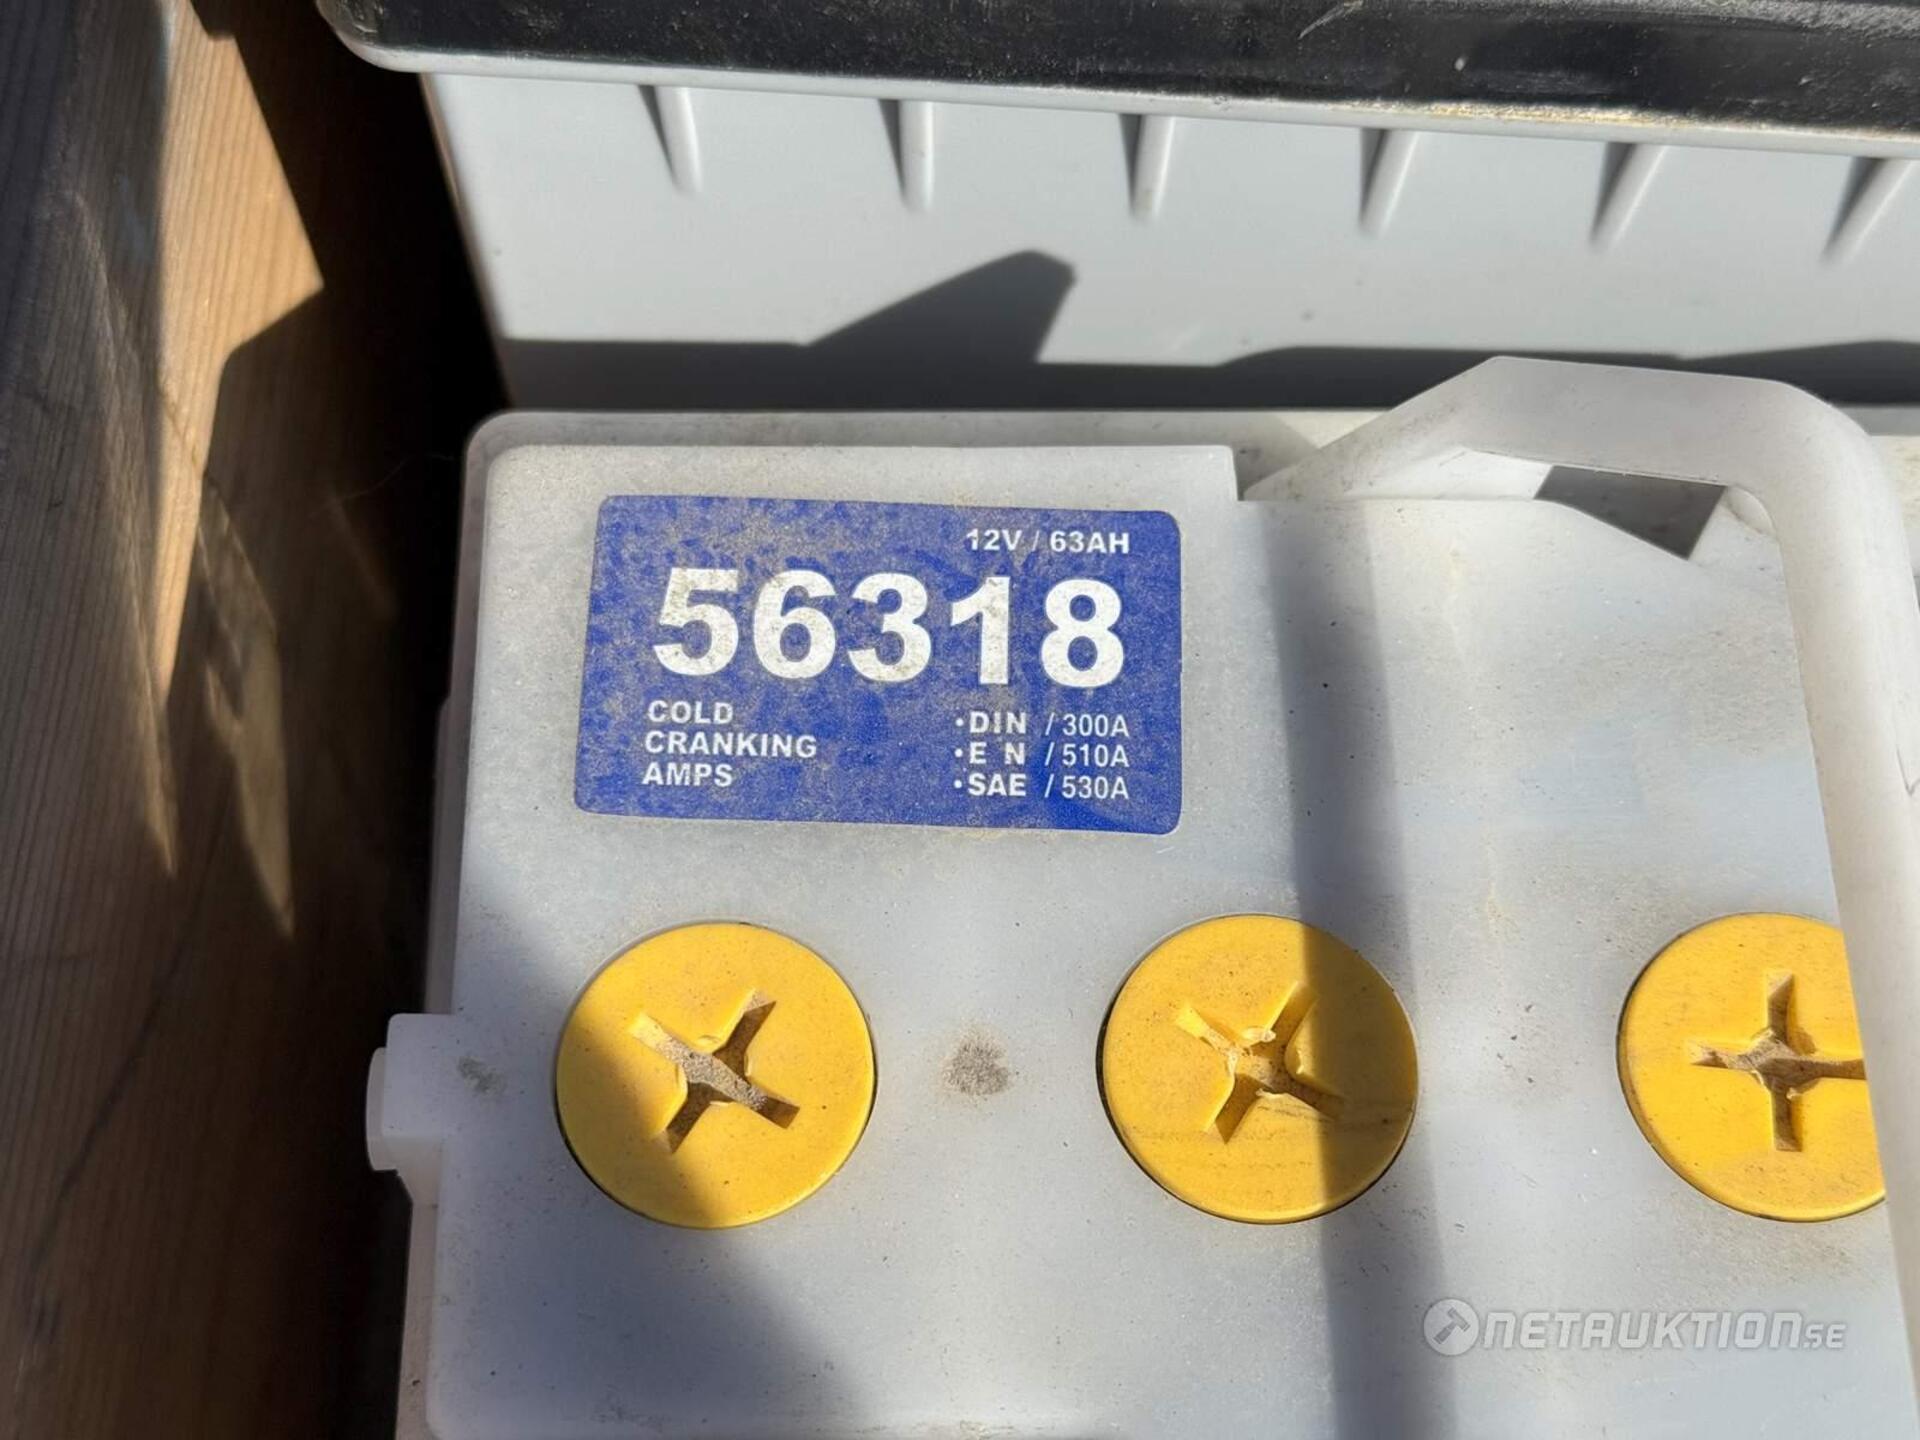 12V / 63AH
56318
COLD
CRANKING
AMPS
·DIN / 300A
·E N / 510A
·SAE / 530A
NETAUKTION.SE